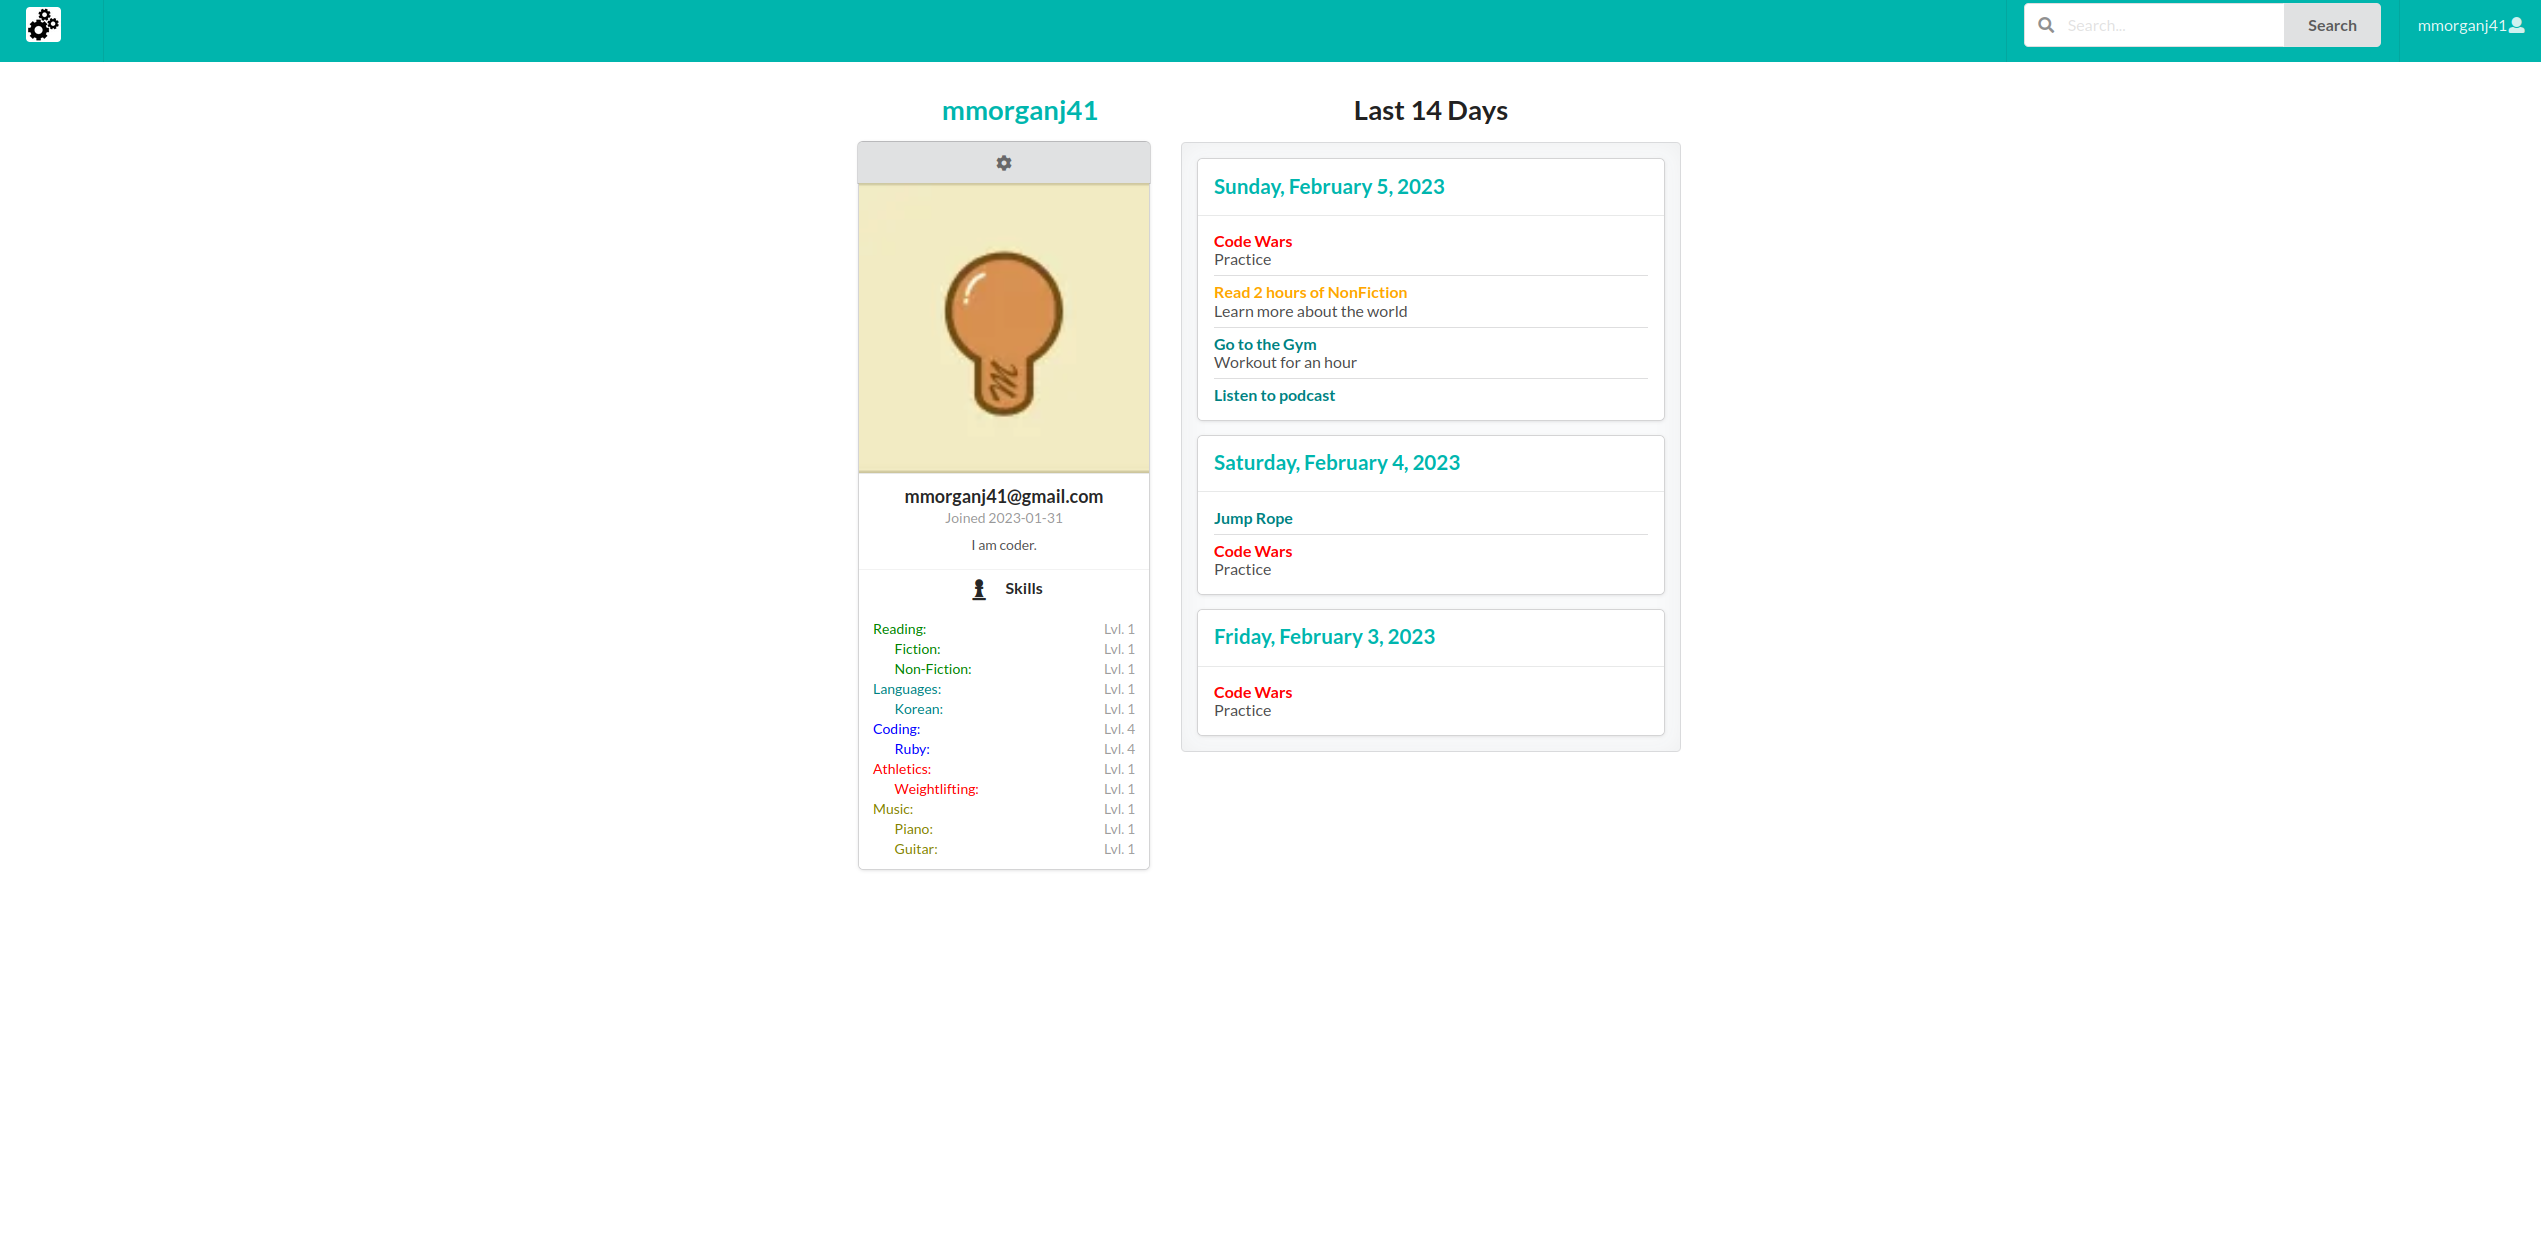 Search...
Search
mmorganj41
mmorganj41
Last 14 Days
mmorganj41@gmail.com
Joined 2023-01-31
I am coder.
Skills
Reading: Lvl. 1
Fiction: Lvl. 1
Non-Fiction: Lvl. 1
Languages: Lvl. 1
Korean: Lvl. 1
Coding: Lvl. 4
Ruby: Lvl. 4
Athletics: Lvl. 1
Weightlifting: Lvl. 1
Music: Lvl. 1
Piano: Lvl. 1
Guitar: Lvl. 1
Sunday, February 5, 2023
Code Wars
Practice
Read 2 hours of NonFiction
Learn more about the world
Go to the Gym
Workout for an hour
Listen to podcast
Saturday, February 4, 2023
Jump Rope
Code Wars
Practice
Friday, February 3, 2023
Code Wars
Practice